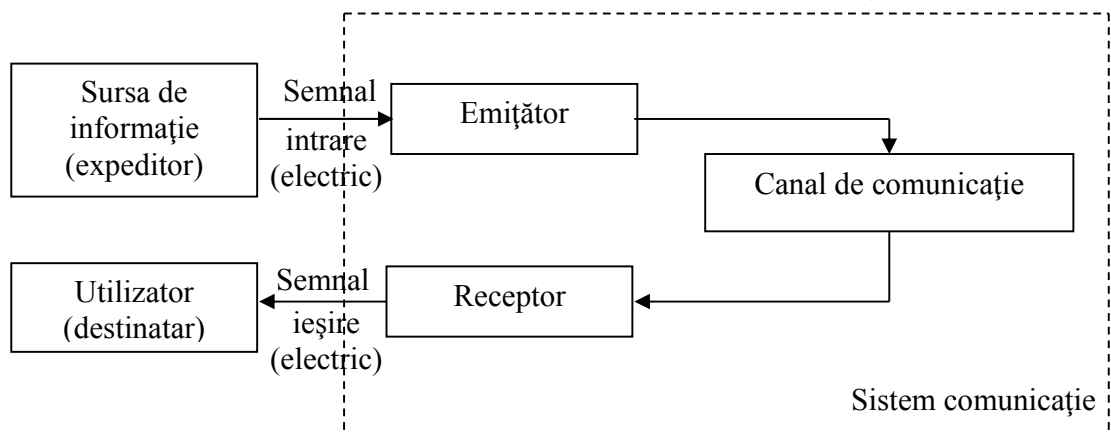 Sursa de
informaţie
(expeditor)
Semnal
intrare
(electric)
Emiţător
Canal de comunicaţie
Utilizator
(destinatar)
Semnal
ieşire
(electric)
Receptor
Sistem comunicaţie